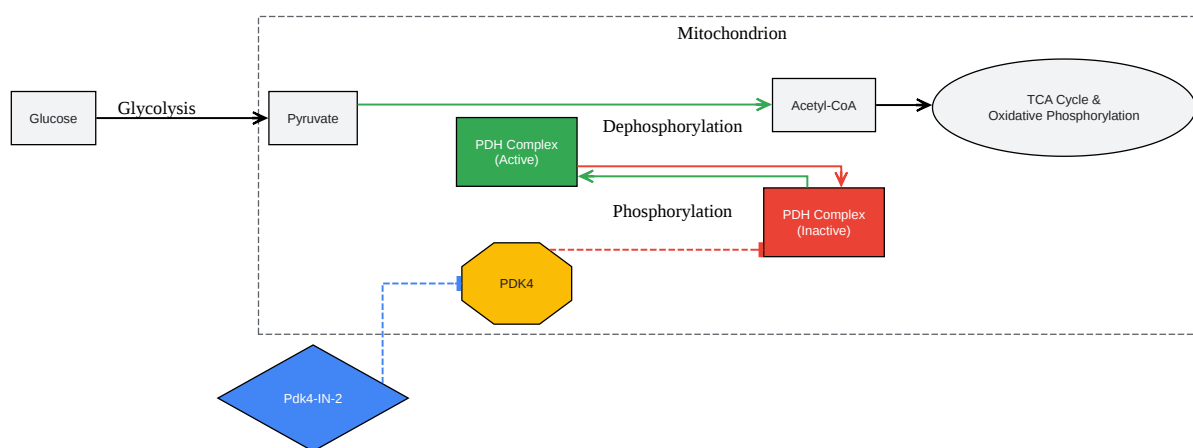 Mitochondrion
Glucose
Glycolysis
Pyruvate
Acetyl-CoA
TCA Cycle &
Oxidative Phosphorylation
Dephosphorylation
PDH Complex
(Active)
Phosphorylation
PDH Complex
(Inactive)
PDK4
Pdk4-IN-2